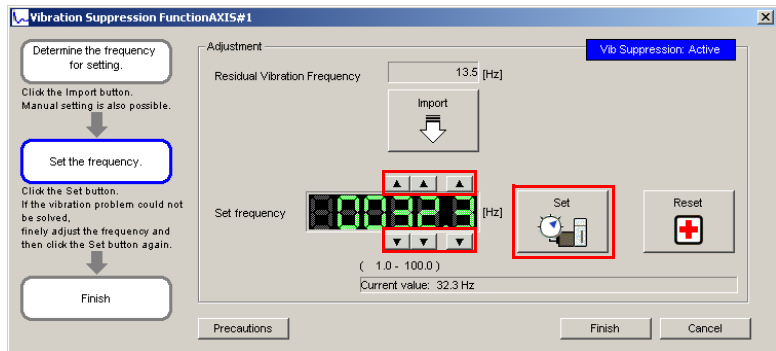 Vibration Suppression FunctionAXIS#1
Determine the frequency
for setting.
Click the Import button.
Manual setting is also possible.
Set the frequency.
Click the Set button.
If the vibration problem could not
be solved,
finely adjust the frequency and
then click the Set button again.
Finish
Adjustment
Vib Suppression: Active
Residual Vibration Frequency 13.5 [Hz]
Import
Set frequency 0032.3 [Hz]
Set
Reset
( 1.0 - 100.0 )
Current value: 32.3 Hz
Precautions
Finish
Cancel